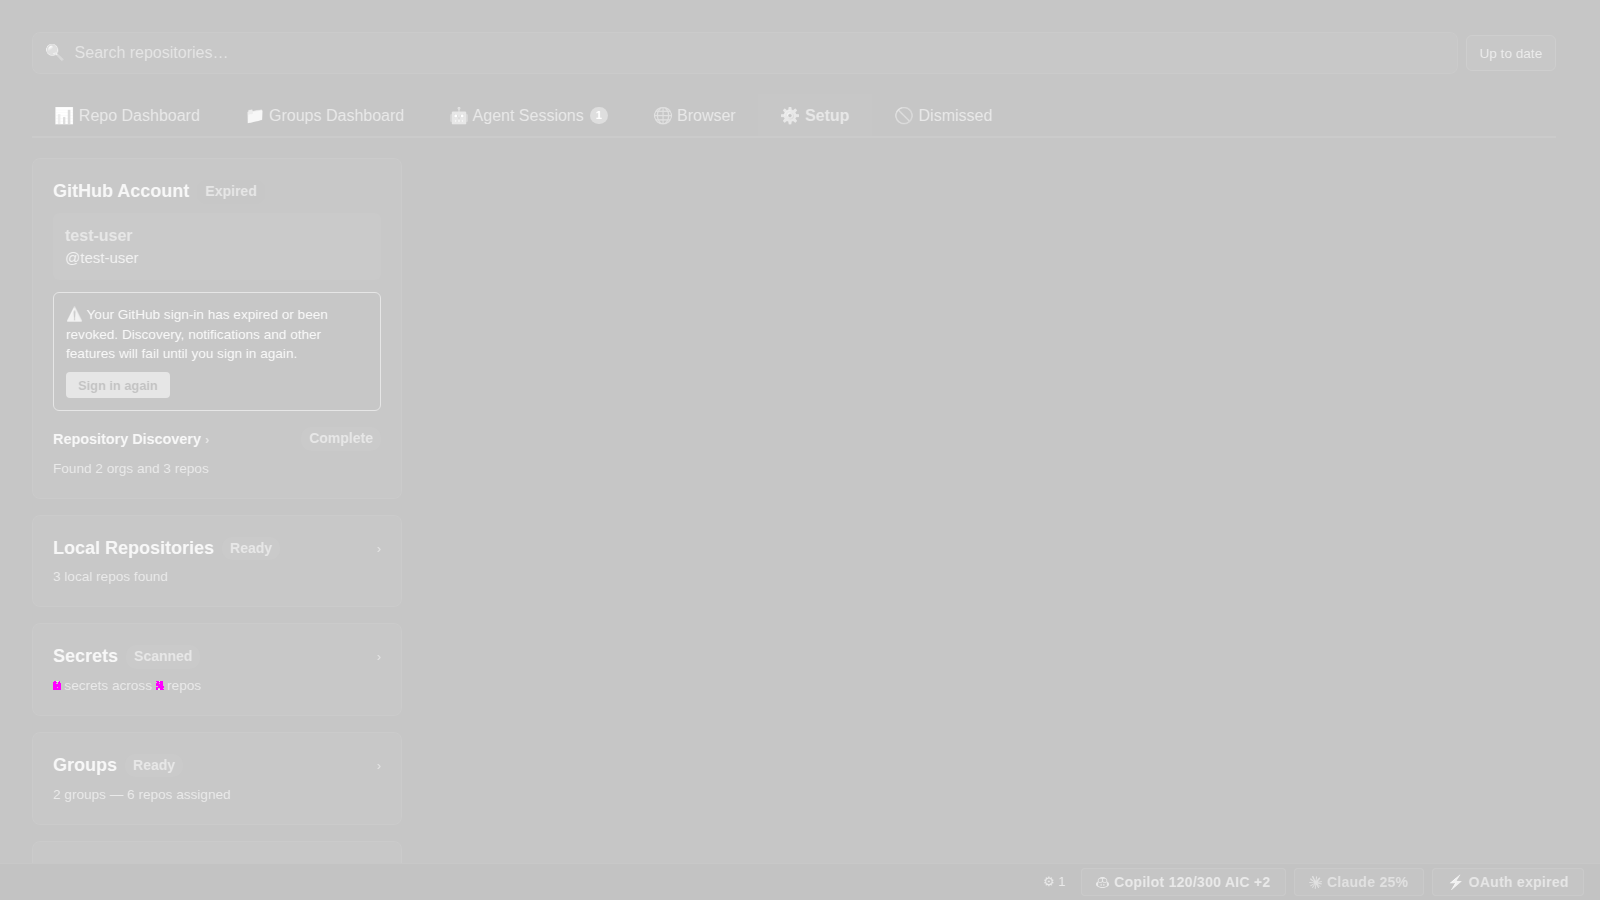 Search repositories…
Up to date
Repo Dashboard
Groups Dashboard
Agent Sessions 1
Browser
Setup
Dismissed
GitHub Account Expired
test-user
@test-user
Your GitHub sign-in has expired or been
revoked. Discovery, notifications and other
features will fail until you sign in again.
Sign in again
Repository Discovery › Complete
Found 2 orgs and 3 repos
Local Repositories Ready ›
3 local repos found
Secrets Scanned ›
secrets across repos
Groups Ready ›
2 groups — 6 repos assigned
1
Copilot 120/300 AIC +2
Claude 25%
OAuth expired